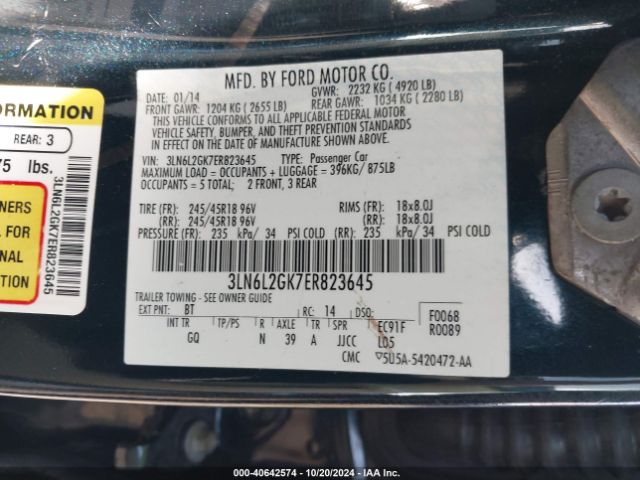 MFD. BY FORD MOTOR CO.
DATE: 01/14 GVWR: 2232 KG ( 4920 LB)
FRONT GAWR: 1204 KG ( 2655 LB) REAR GAWR: 1034 KG ( 2280 LB)
THIS VEHICLE CONFORMS TO ALL APPLICABLE FEDERAL MOTOR
VEHICLE SAFETY, BUMPER, AND THEFT PREVENTION STANDARDS
IN EFFECT ON THE DATE OF MANUFACTURE SHOWN ABOVE.
VIN: 3LN6L2GK7ER823645 TYPE: Passenger Car
MAXIMUM LOAD = OCCUPANTS + LUGGAGE = 396KG/ 875LB
OCCUPANTS = 5 TOTAL; 2 FRONT, 3 REAR
TIRE (FR): 245/45R18 96V RIMS (FR): 18x8.0J
(RR): 245/45R18 96V (RR): 18x8.0J
PRESSURE (FR): 235 kPa/ 34 PSI COLD (RR): 235 kPa/ 34 PSI COLD
3LN6L2GK7ER823645
TRAILER TOWING - SEE OWNER GUIDE
EXT PNT: BT RC: 14 DSO: F0068
INT TR TP/PS R AXLE TR SPR EC91F R0089
GQ N 39 A JJCC L05
CMC 5U5A-5420472-AA
FORMATION
REAR: 3
75 lbs.
NERS
FOR
NAL
N.
3LN6L2GK7ER823645
000-40642574 | 10/20/2024 | IAA Inc.